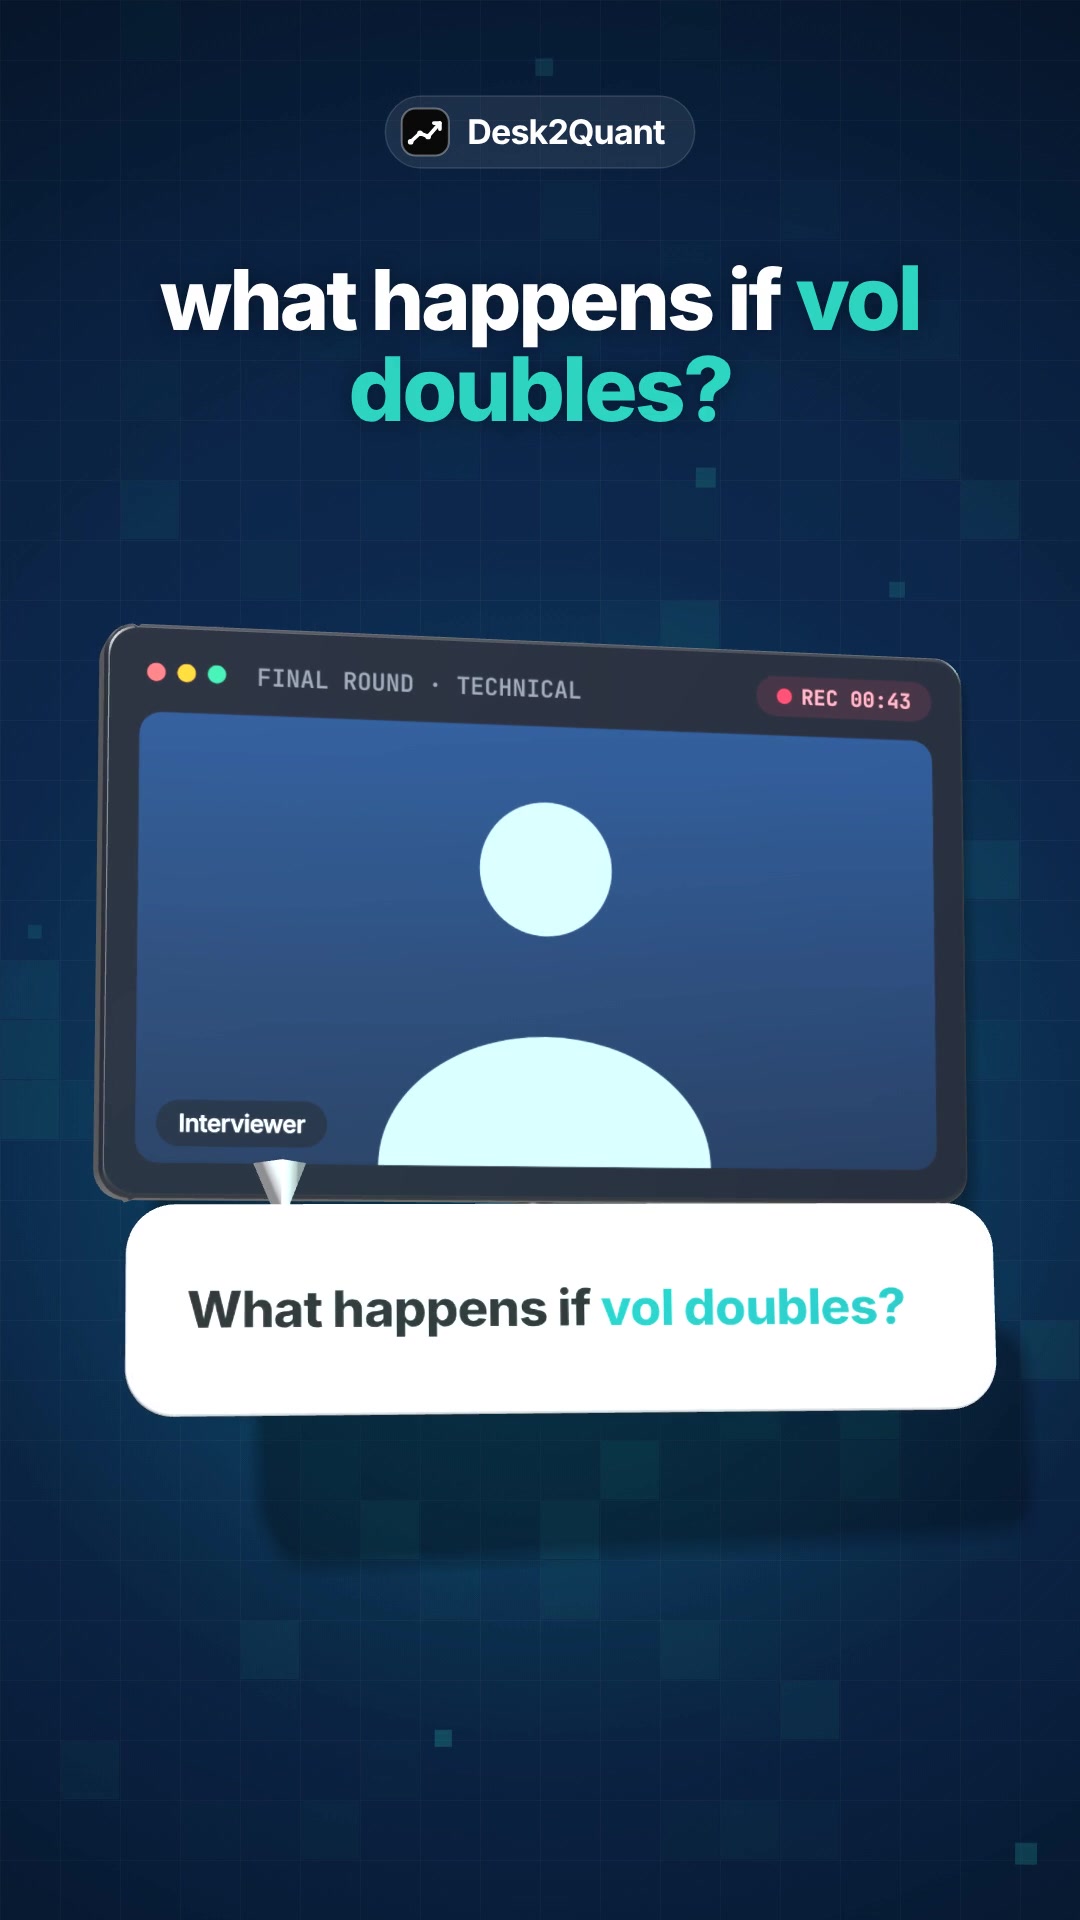 Desk2Quant
what happens if vol
doubles?
FINAL ROUND · TECHNICAL
REC 00:43
Interviewer
What happens if vol doubles?